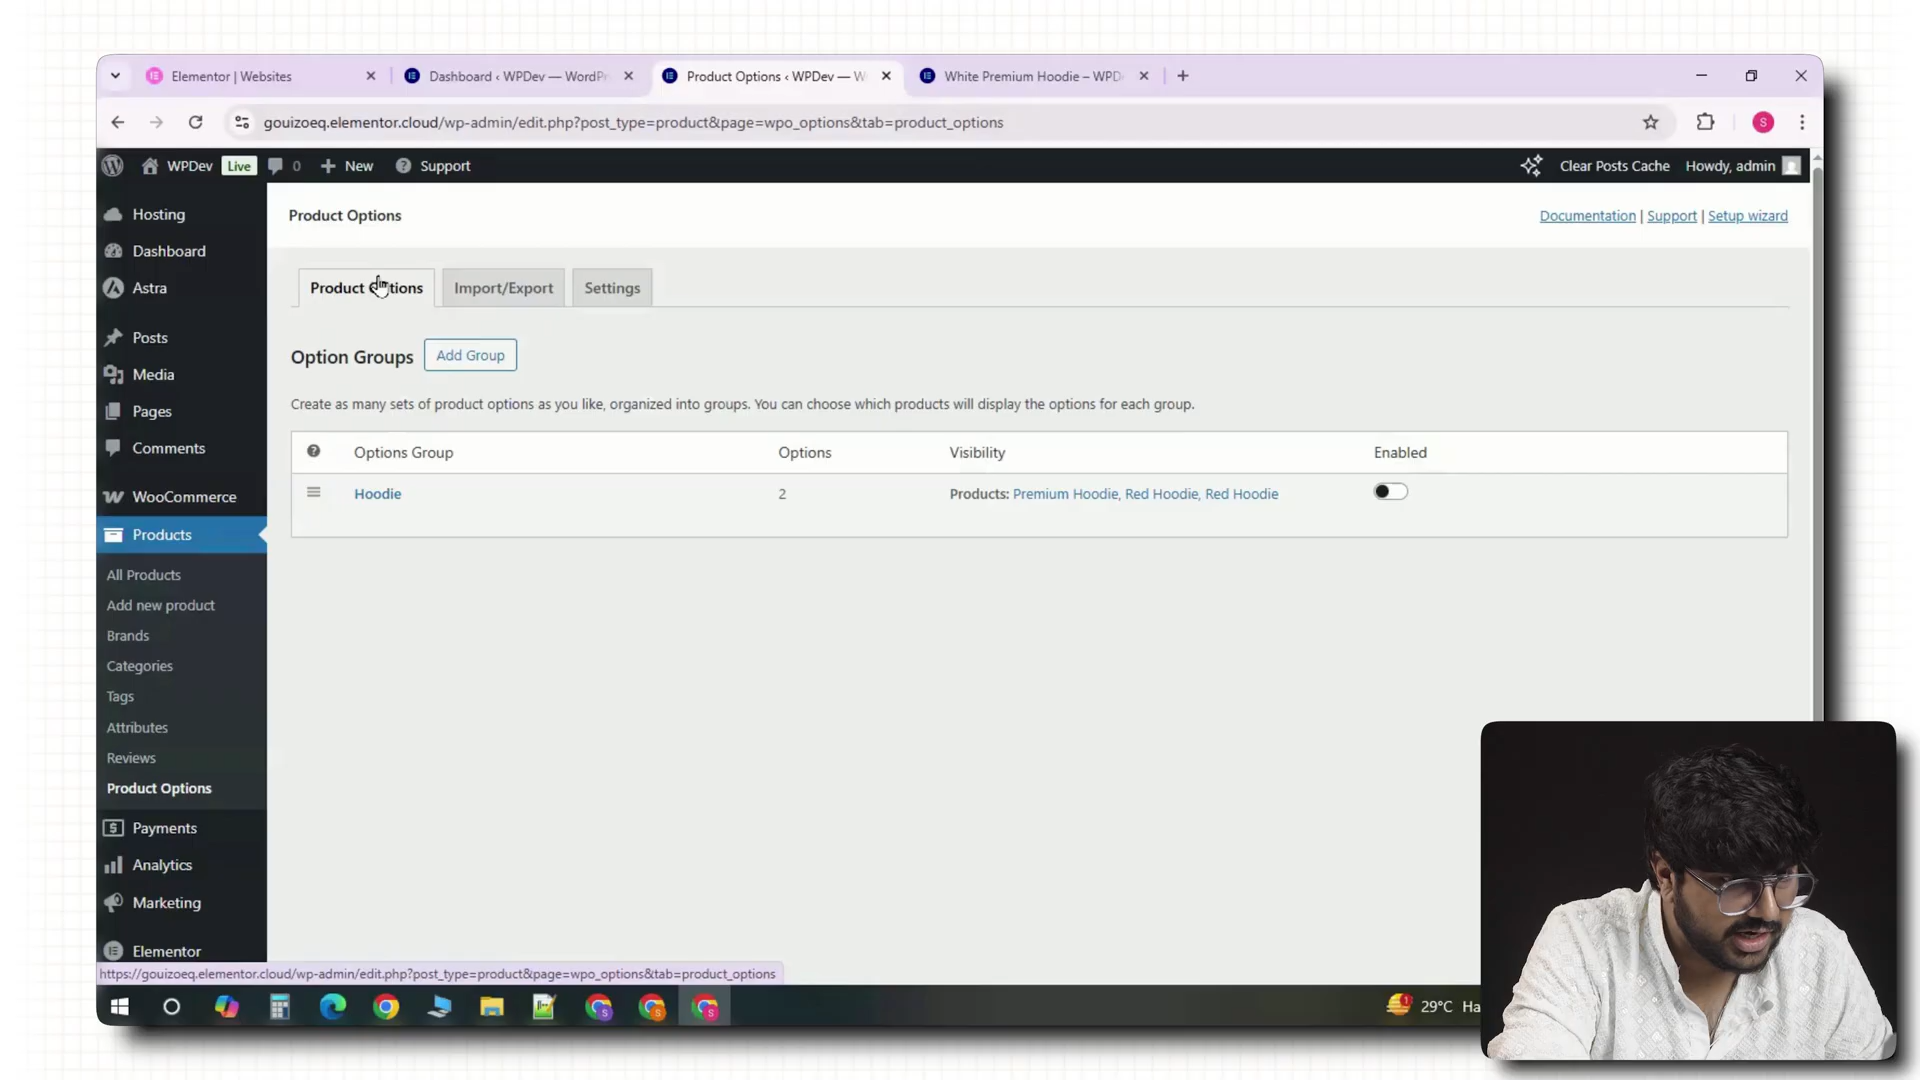 Elementor | Websites
Dashboard ‹ WPDev — WordPr
Product Options ‹ WPDev — W
White Premium Hoodie – WPD
gouizoeq.elementor.cloud/wp-admin/edit.php?post_type=product&page=wpo_options&tab=product_options
S
WPDev Live 0 New Support Clear Posts Cache Howdy, admin
Hosting
Dashboard
Astra
Posts
Media
Pages
Comments
WooCommerce
Products
All Products
Add new product
Brands
Categories
Tags
Attributes
Reviews
Product Options
Payments
Analytics
Marketing
Elementor
Product Options
Documentation | Support | Setup wizard
Product Options Import/Export Settings
Option Groups Add Group
Create as many sets of product options as you like, organized into groups. You can choose which products will display the options for each group.
Options Group Options Visibility Enabled
Hoodie 2 Products: Premium Hoodie, Red Hoodie, Red Hoodie
https://gouizoeq.elementor.cloud/wp-admin/edit.php?post_type=product&page=wpo_options&tab=product_options
29°C Ha